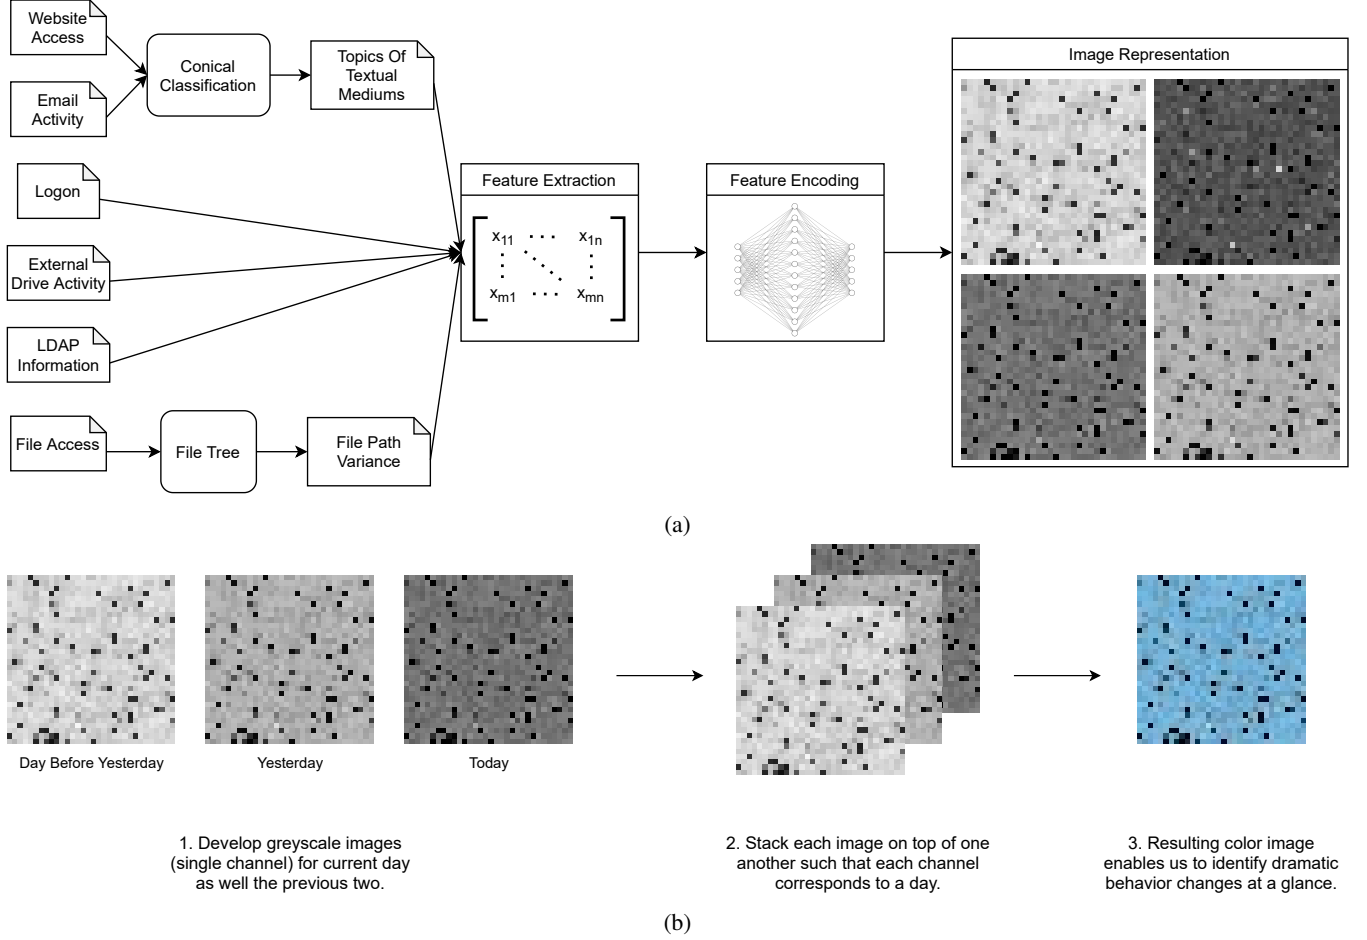 Website
Access
Email
Activity
Conical
Classification
Topics Of
Textual
Mediums
Logon
External
Drive Activity
LDAP
Information
File Access
File Tree
File Path
Variance
Feature Extraction
x11 · · · x1n
xm1 · · · xmn
Feature Encoding
Image Representation
(a)
Day Before Yesterday
Yesterday
Today
1. Develop greyscale images
(single channel) for current day
as well the previous two.
2. Stack each image on top of one
another such that each channel
corresponds to a day.
3. Resulting color image
enables us to identify dramatic
behavior changes at a glance.
(b)